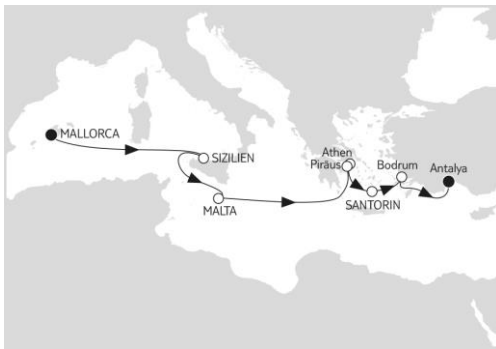 MALLORCA
SIZILIEN
MALTA
Athen
Piräus
SANTORIN
Bodrum
Antalya